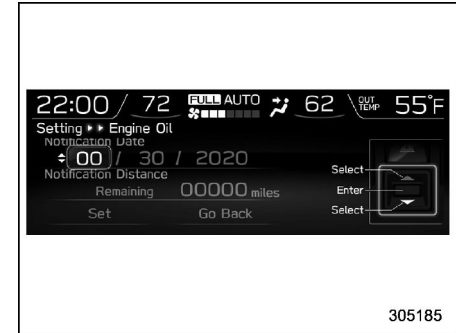 22:00 / 72 FULL AUTO 62 OUT TEMP 55°F
Setting ▸▸ Engine Oil
Notification Date
00 / 30 / 2020
Notification Distance
Remaining 00000 miles
Set Go Back
Select
Enter
Select
305185